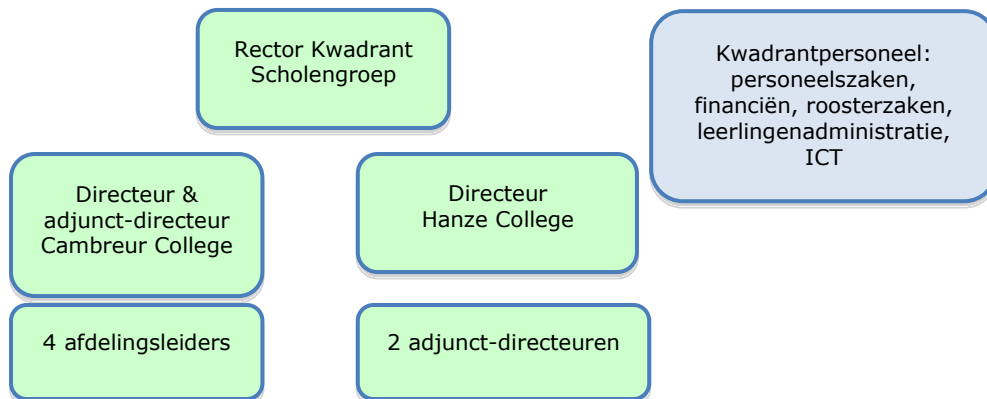 Rector Kwadrant
Scholengroep
Kwadrantpersoneel:
personeelszaken,
financiën, roosterzaken,
leerlingenadministratie,
ICT
Directeur &
adjunct-directeur
Cambreur College
Directeur
Hanze College
4 afdelingsleiders
2 adjunct-directeuren